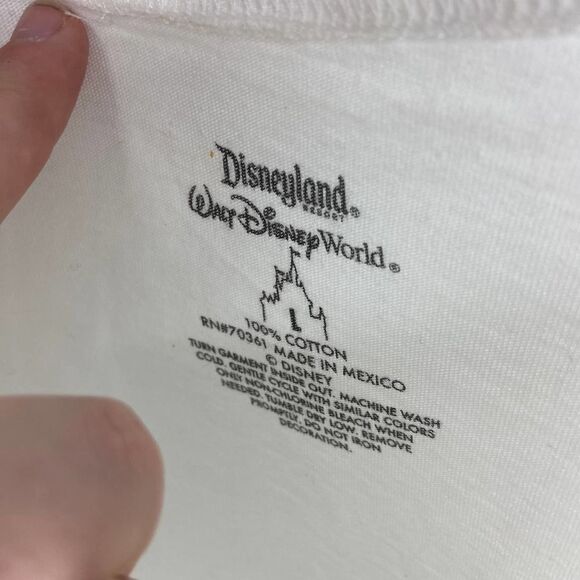 Disneyland®
RESORT
Walt Disney World®
L
100% COTTON
RN#70361 MADE IN MEXICO
© DISNEY
TURN GARMENT INSIDE OUT. MACHINE WASH
COLD. GENTLE CYCLE WITH SIMILAR COLORS
ONLY NON-CHLORINE BLEACH WHEN
NEEDED. TUMBLE DRY LOW. REMOVE
PROMPTLY. DO NOT IRON
DECORATION.